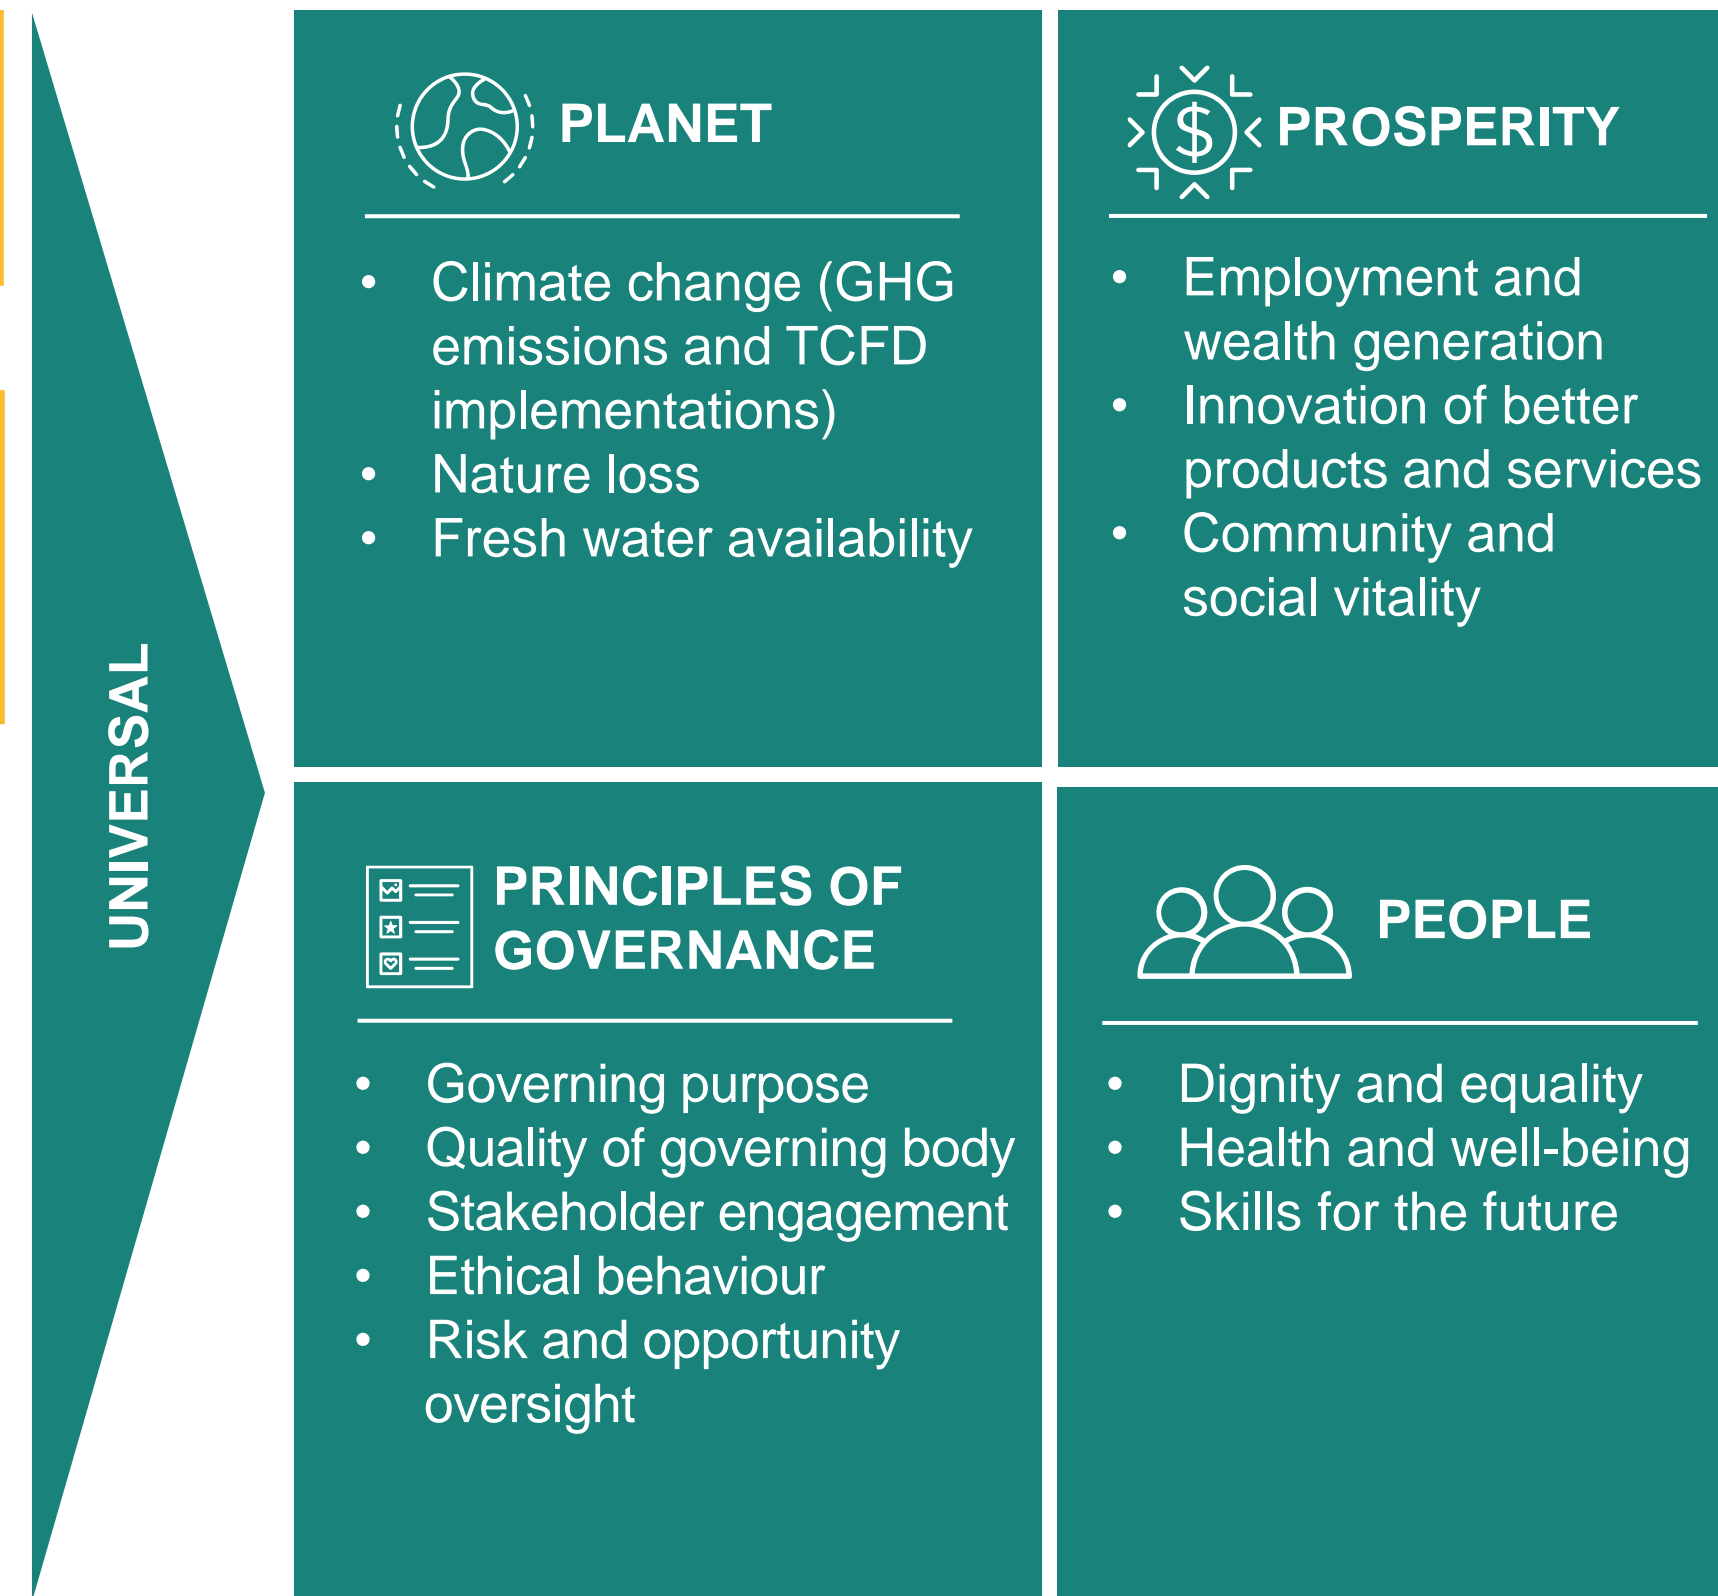 UNIVERSAL
PLANET
• Climate change (GHG
emissions and TCFD
implementations)
• Nature loss
• Fresh water availability
PROSPERITY
• Employment and
wealth generation
• Innovation of better
products and services
• Community and
social vitality
PRINCIPLES OF
GOVERNANCE
• Governing purpose
• Quality of governing body
• Stakeholder engagement
• Ethical behaviour
• Risk and opportunity
oversight
PEOPLE
• Dignity and equality
• Health and well-being
• Skills for the future